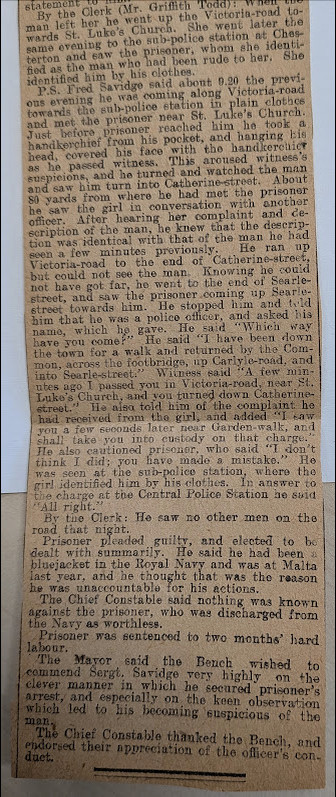 statement to him.
By the Clerk (Mr. Griffith Todd): When the
man left her he went up the Victoria-road to-
wards St. Luke's Church. She went later the
same evening to the sub-police station at Ches-
terton and saw the prisoner, whom she identi-
fied as the man who had been rude to her. She
identified him by his clothes.
P.S. Fred Savidge said about 9.20 the previ-
ous evening he was coming along Victoria-road
towards the sub-police station in plain clothes
and met the prisoner near St. Luke's Church.
Just before prisoner reached him he took a
handkerchief from his pocket, and hanging his
head, covered his face with the handkerchief
as he passed witness. This aroused witness's
suspicions, and he turned and watched the man
and saw him turn into Catherine-street. About
80 yards from where he had met the prisoner
he saw the girl in conversation with another
officer. After hearing her complaint and de-
scription of the man, he knew that the descrip-
tion was identical with that of the man he had
seen a few minutes previously. He ran up
Victoria-road to the end of Catherine-street,
but could not see the man. Knowing he could
not have got far, he went to the end of Searle-
street, and saw the prisoner coming up Searle-
street towards him. He stopped him and told
him that he was a police officer, and asked his
name, which he gave. He said "Which way
have you come?" He said "I have been down
the town for a walk and returned by the Com-
mon, across the footbridge, up Carlyle-road, and
into Searle-street." Witness said "A few min-
utes ago I passed you in Victoria-road, near St.
Luke's Church, and you turned down Catherine-
street." He also told him of the complaint he
had received from the girl, and added "I saw
you a few seconds later near Garden-walk, and
shall take you into custody on that charge."
He also cautioned prisoner, who said "I don't
think I did; you have made a mistake." He
was seen at the sub-police station, where the
girl identified him by his clothes. In answer to
the charge at the Central Police Station he said
"All right."
By the Clerk: He saw no other men on the
road that night.
Prisoner pleaded guilty, and elected to be
dealt with summarily. He said he had been a
bluejacket in the Royal Navy and was at Malta
last year, and he thought that was the reason
he was unaccountable for his actions.
The Chief Constable said nothing was known
against the prisoner, who was discharged from
the Navy as worthless.
Prisoner was sentenced to two months' hard
labour.
The Mayor said the Bench wished to
commend Sergt. Savidge very highly on the
clever manner in which he secured prisoner's
arrest, and especially on the keen observation
which led to his becoming suspicious of the
man.
The Chief Constable thanked the Bench, and
endorsed their appreciation of the officer's con-
duct.